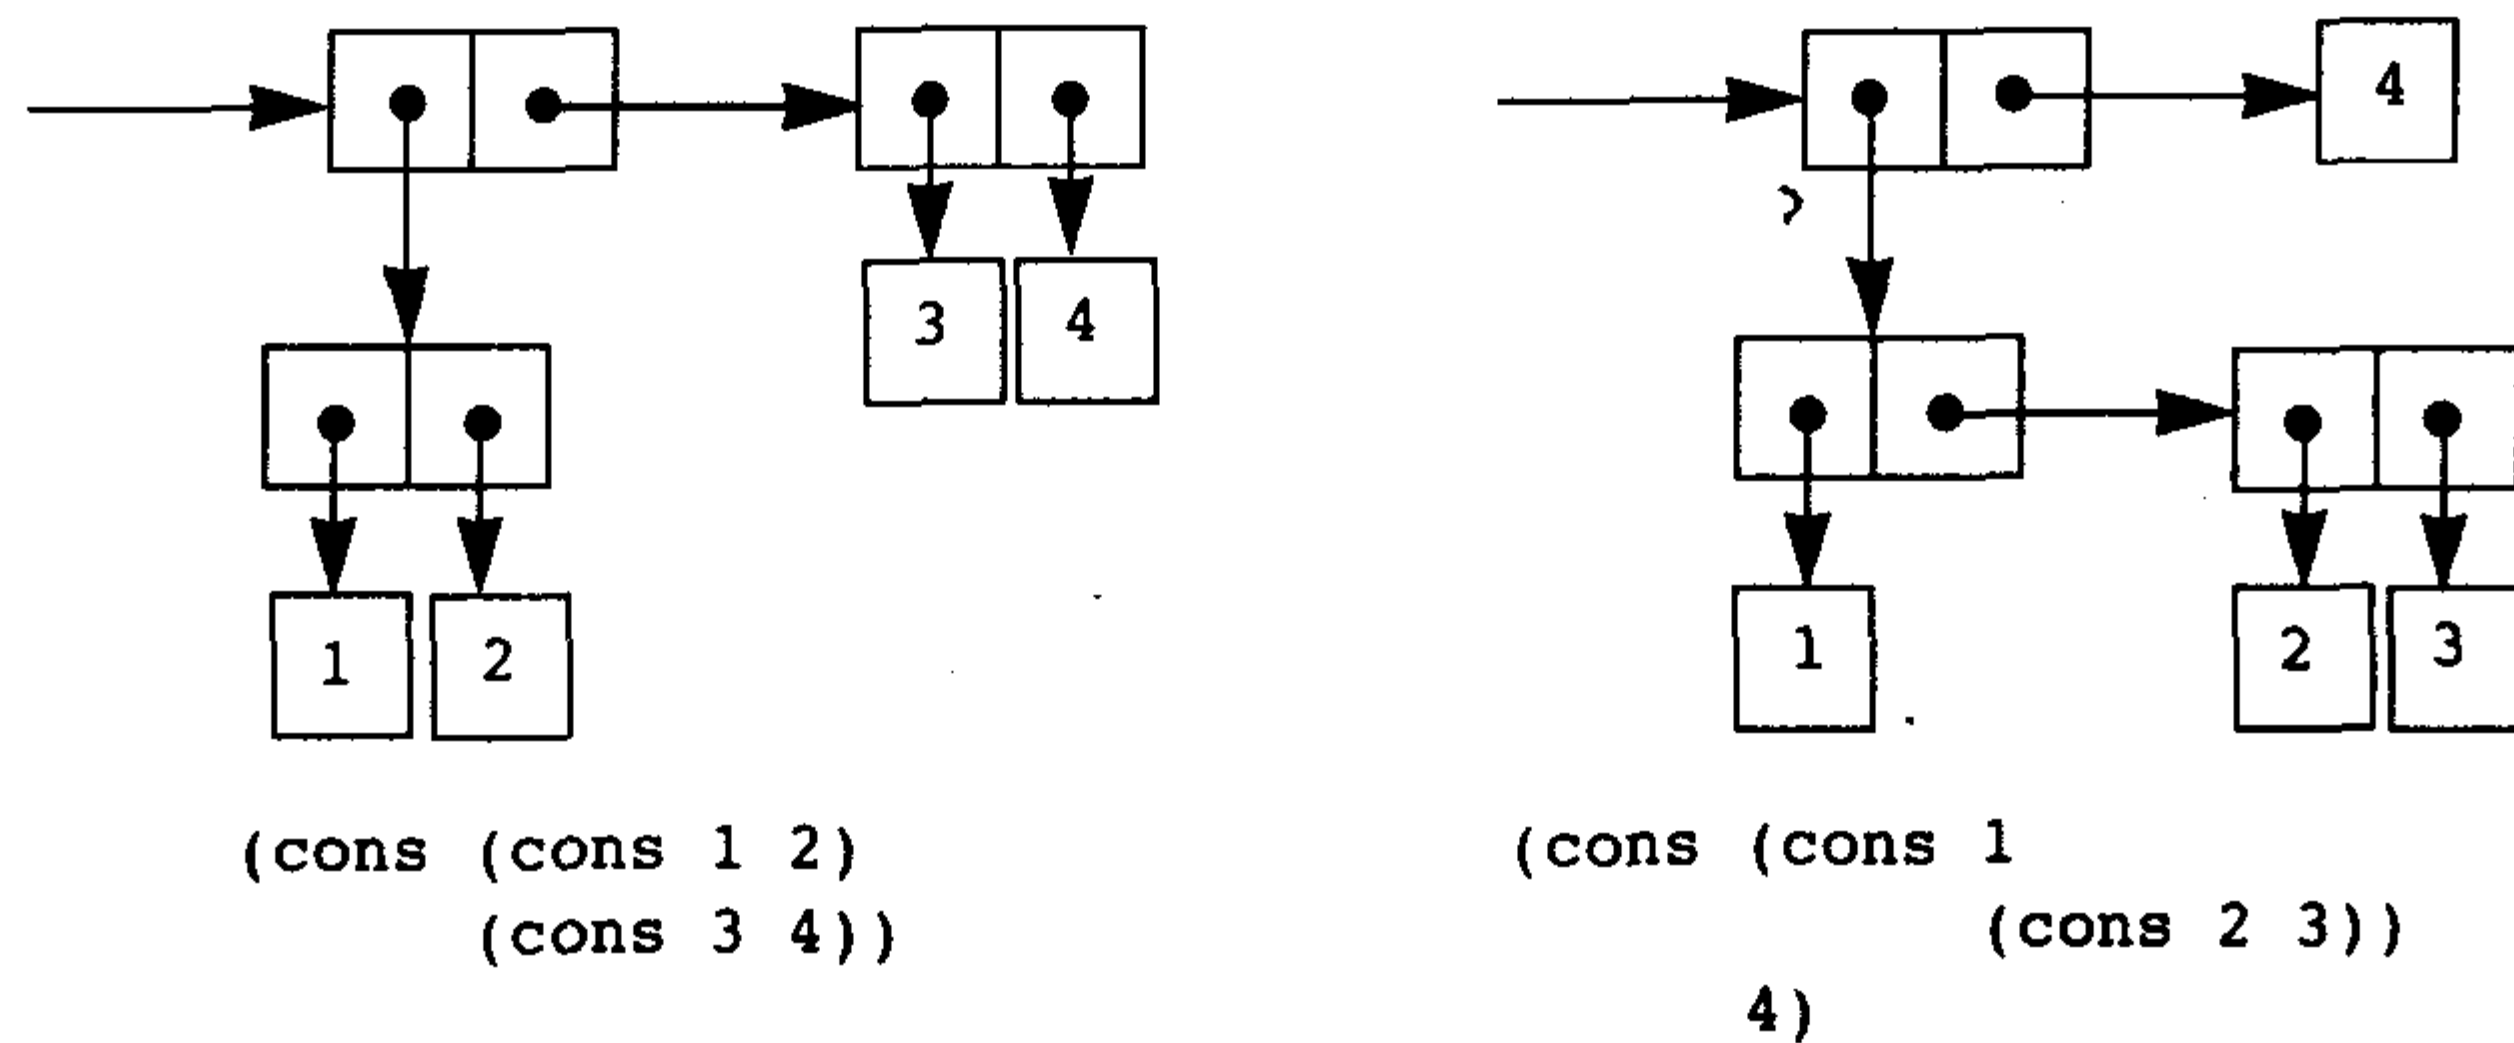 4
3 4
1 2
1 2 3
(cons (cons 1 2)
(cons 3 4))
(cons (cons 1
(cons 2 3))
4)